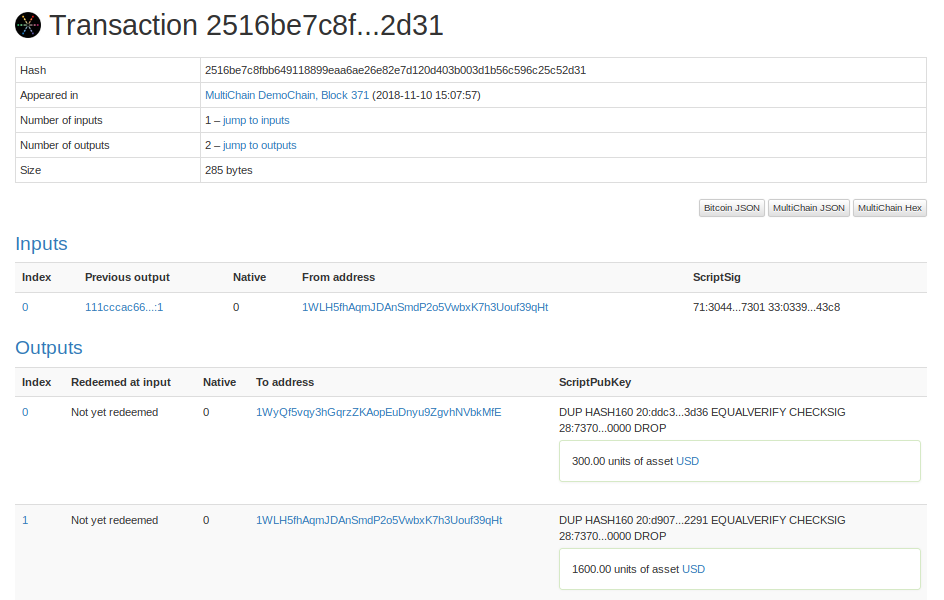 Transaction 2516be7c8f...2d31
Hash 2516be7c8fbb649118899eaa6ae26e82e7d120d403b003d1b56c596c25c52d31
Appeared in MultiChain DemoChain, Block 371 (2018-11-10 15:07:57)
Number of inputs 1 – jump to inputs
Number of outputs 2 – jump to outputs
Size 285 bytes
Bitcoin JSON MultiChain JSON MultiChain Hex
Inputs
Index Previous output Native From address ScriptSig
0 111cccac66...:1 0 1WLH5fhAqmJDAnSmdP2o5VwbxK7h3Uouf39qHt 71:3044...7301 33:0339...43c8
Outputs
Index Redeemed at input Native To address ScriptPubKey
0 Not yet redeemed 0 1WyQf5vqy3hGqrzZKAopEuDnyu9ZgvhNVbkMfE DUP HASH160 20:ddc3...3d36 EQUALVERIFY CHECKSIG
28:7370...0000 DROP
300.00 units of asset USD
1 Not yet redeemed 0 1WLH5fhAqmJDAnSmdP2o5VwbxK7h3Uouf39qHt DUP HASH160 20:d907...2291 EQUALVERIFY CHECKSIG
28:7370...0000 DROP
1600.00 units of asset USD